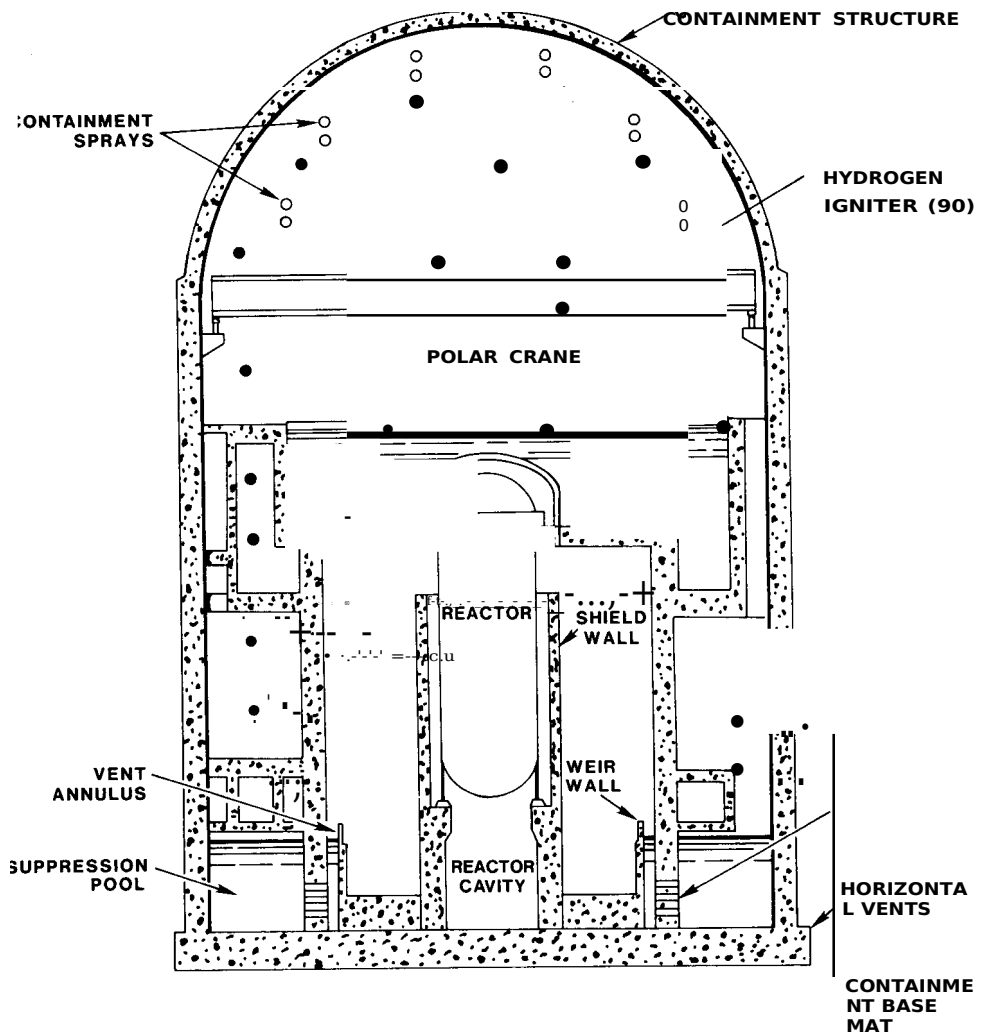 CONTAINMENT STRUCTURE
CONTAINMENT
SPRAYS
HYDROGEN
IGNITER (90)
POLAR CRANE
REACTOR
SHIELD
WALL
c.u
VENT
ANNULUS
WEIR
WALL
SUPPRESSION
POOL
REACTOR
CAVITY
HORIZONTA
L VENTS
CONTAINME
NT BASE
MAT